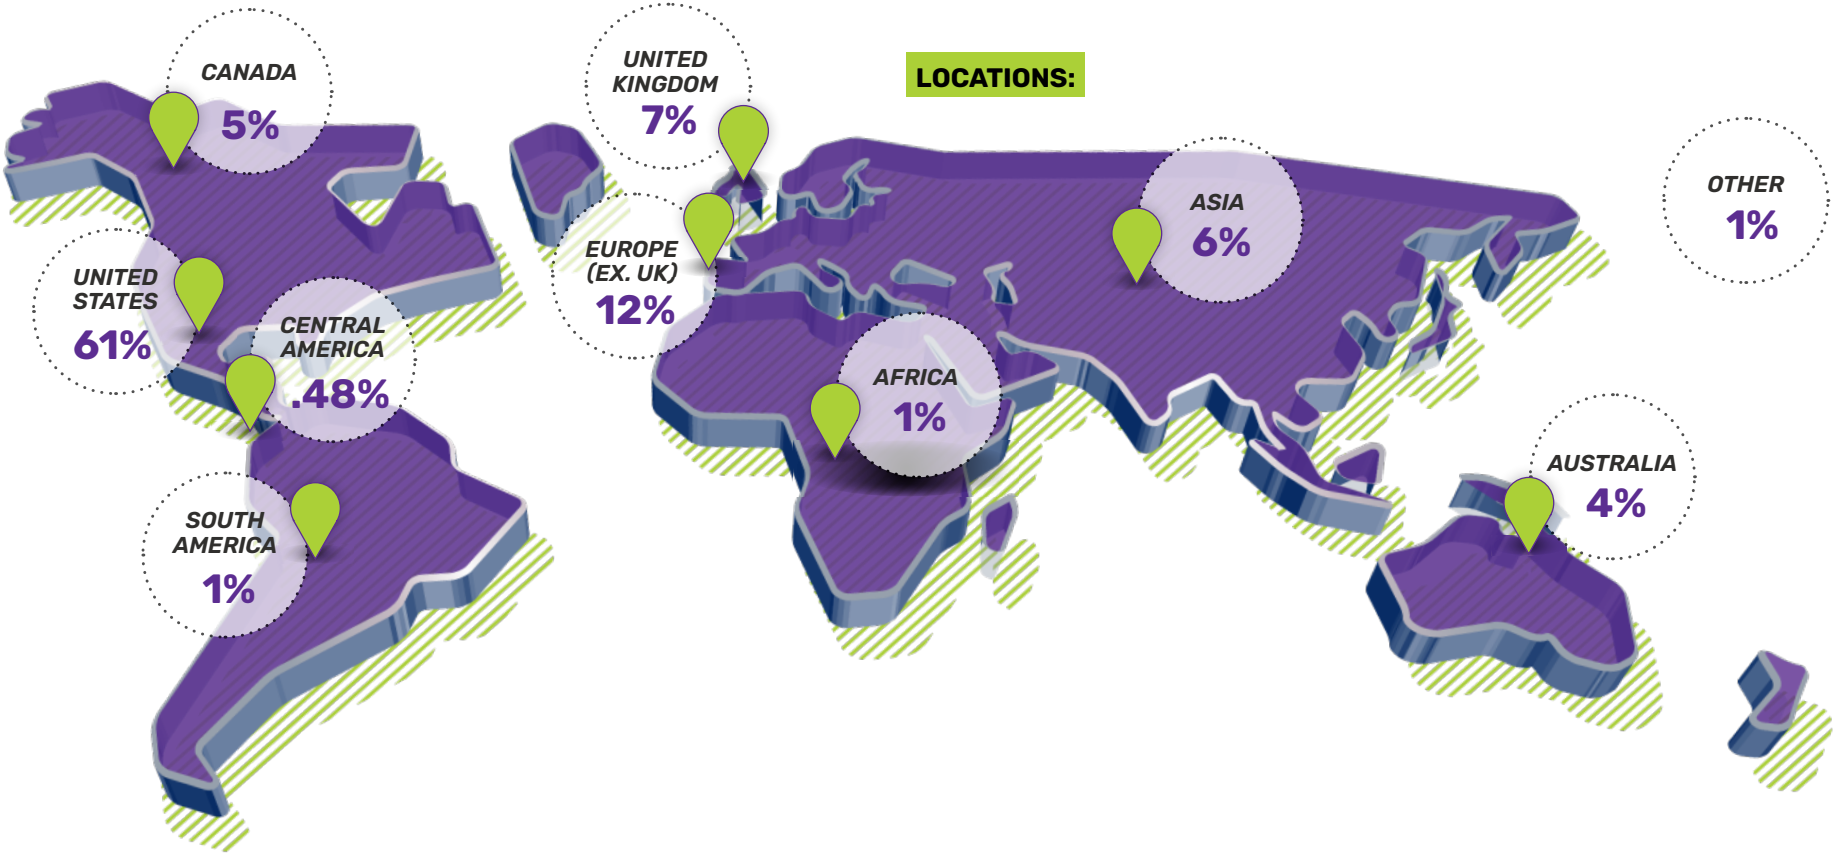 LOCATIONS:
CANADA
5%
UNITED
KINGDOM
7%
OTHER
1%
ASIA
6%
EUROPE
(EX. UK)
12%
UNITED
STATES
61%
CENTRAL
AMERICA
.48%
AFRICA
1%
AUSTRALIA
4%
SOUTH
AMERICA
1%